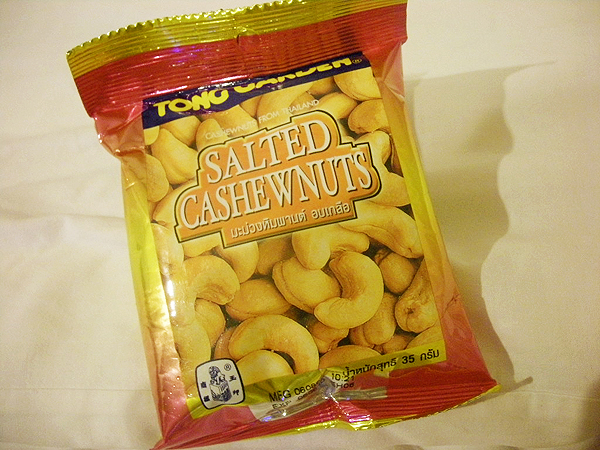 TONG GARDEN®
CASHEWNUTS FROM THAILAND
SALTED
CASHEWNUTS
มะม่วงหิมพานต์ อบเกลือ
น้ำหนักสุทธิ 35 กรัม
®
MFG